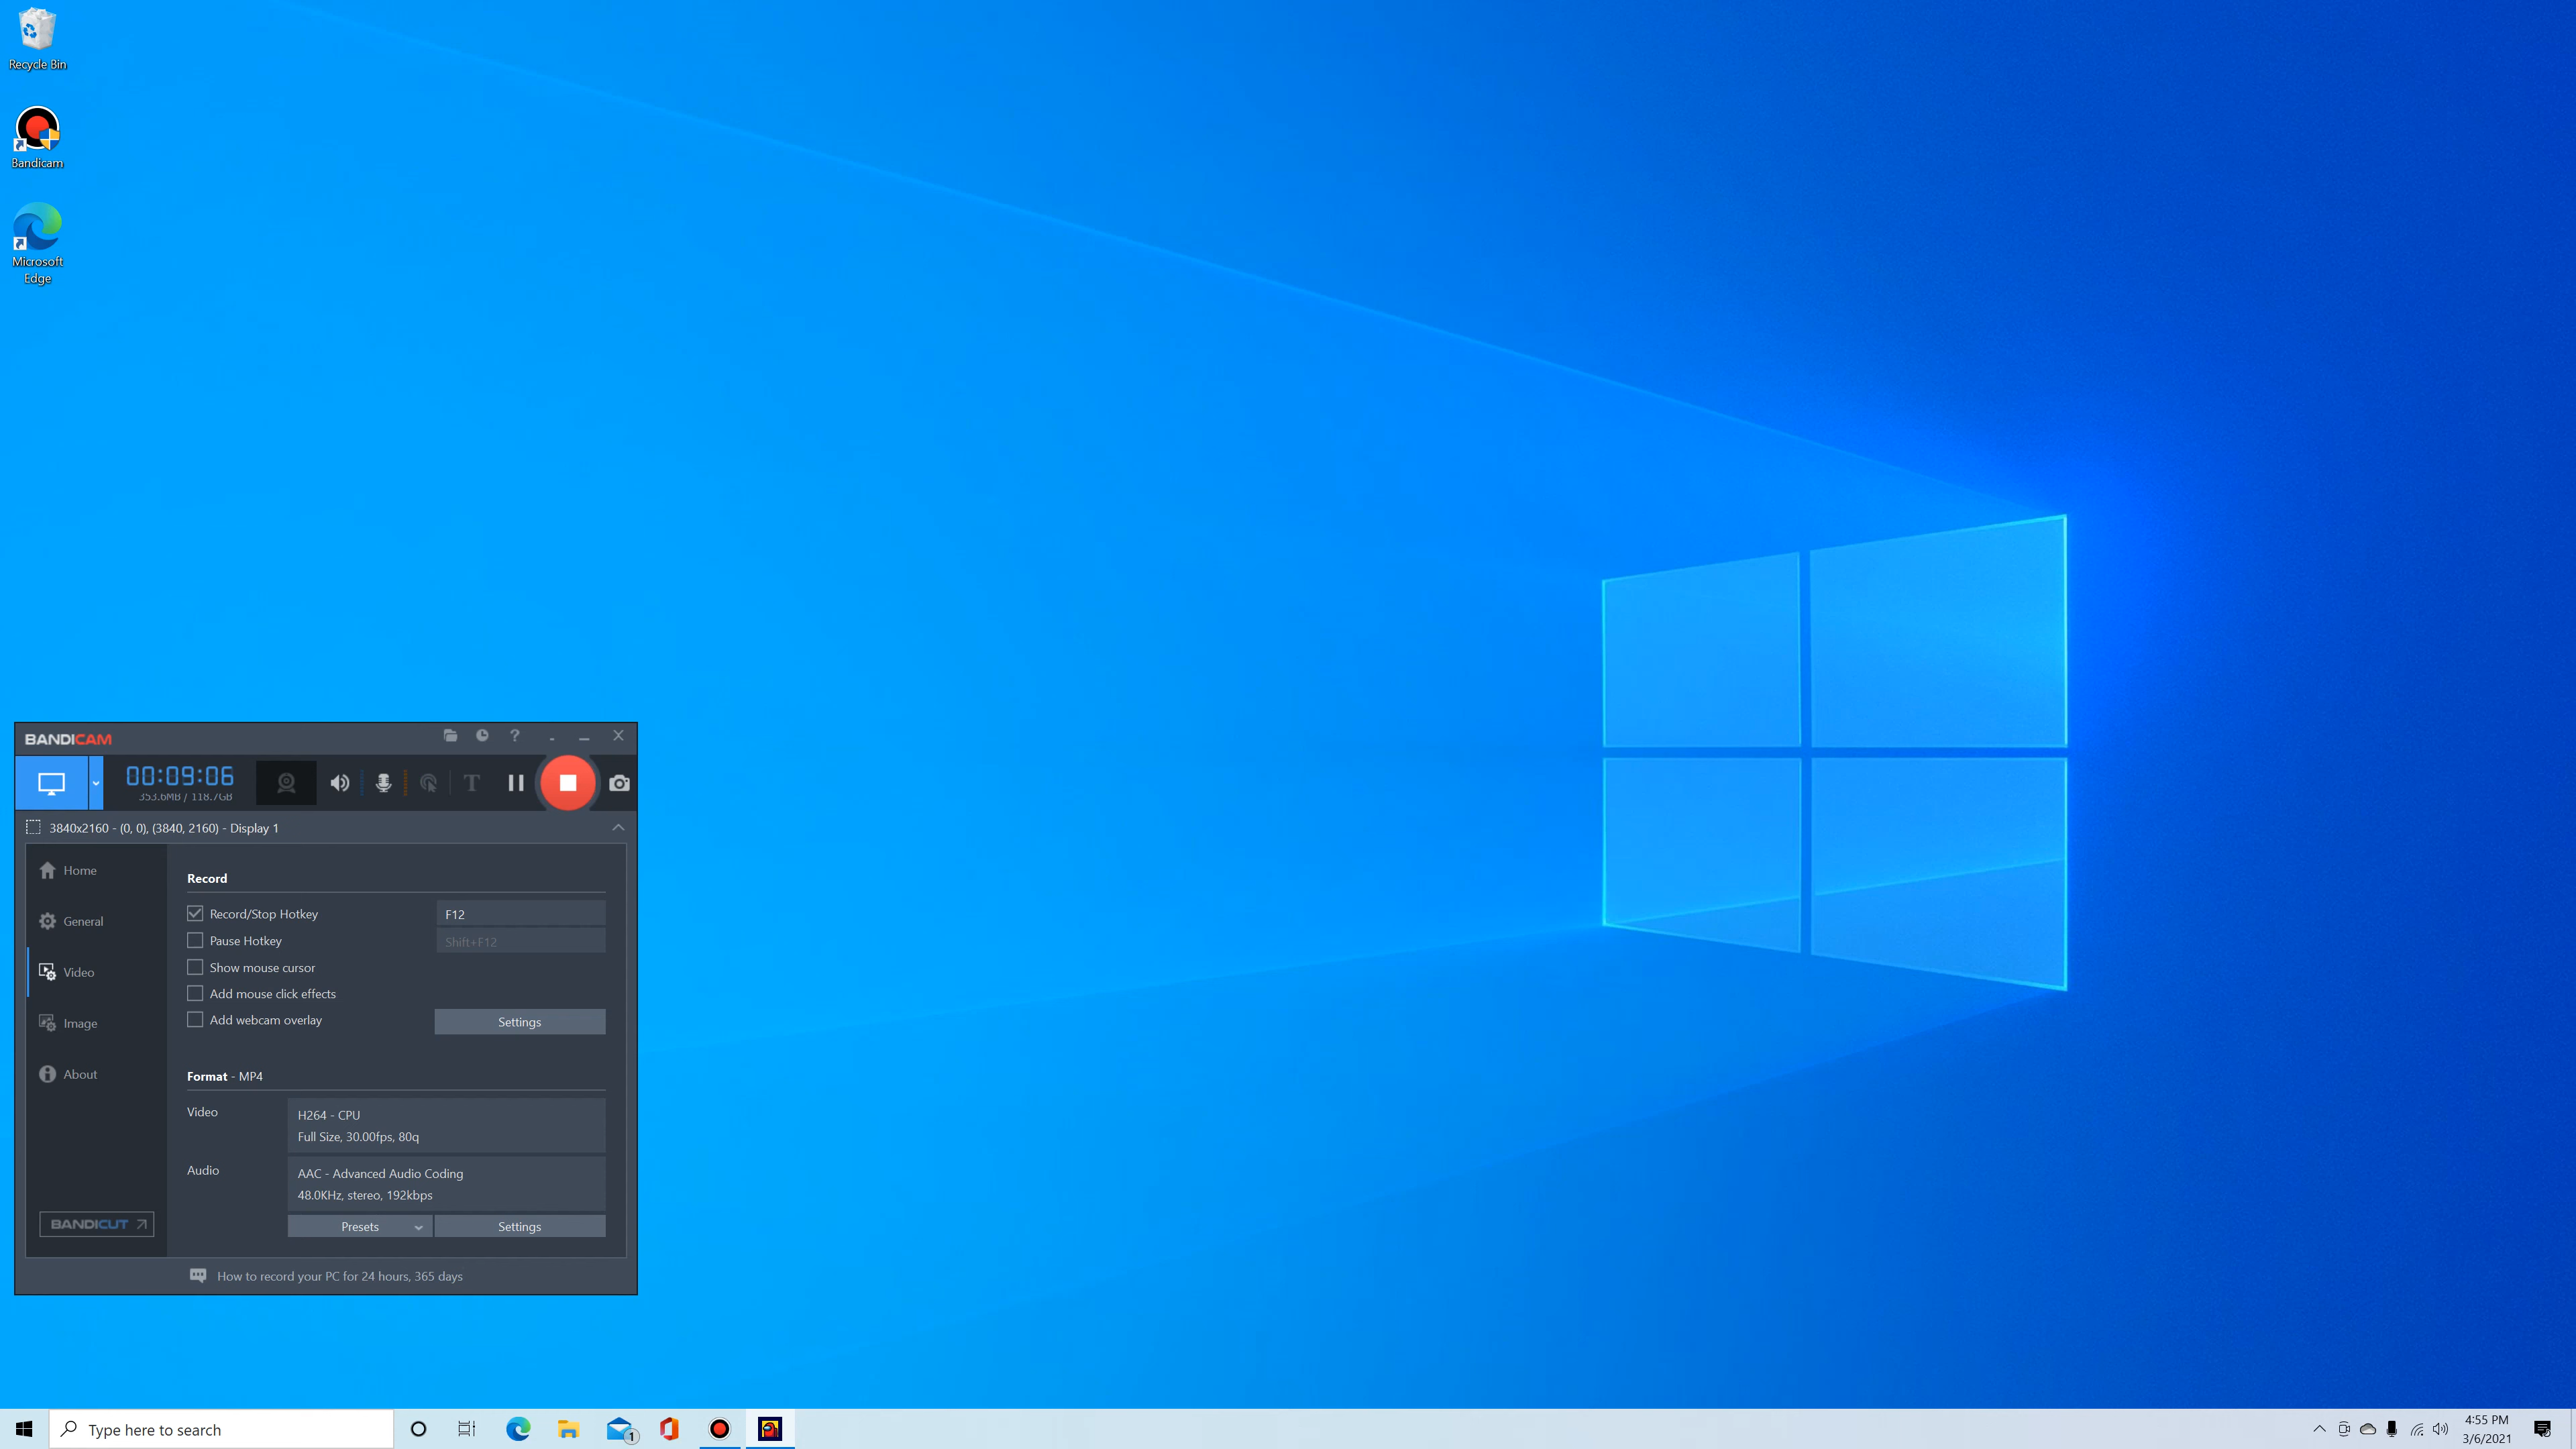 Recycle Bin
Bandicam
Microsoft
Edge
BANDICAM
00:09:06
353.6MB / 118.7GB
3840x2160 - (0, 0), (3840, 2160) - Display 1
Home
General
Video
Image
About
BANDICUT
Record
Record/Stop Hotkey
F12
Pause Hotkey
Shift+F12
Show mouse cursor
Add mouse click effects
Add webcam overlay
Settings
Format - MP4
Video
H264 - CPU
Full Size, 30.00fps, 80q
Audio
AAC - Advanced Audio Coding
48.0KHz, stereo, 192kbps
Presets
Settings
How to record your PC for 24 hours, 365 days
Type here to search
1
4:55 PM
3/6/2021